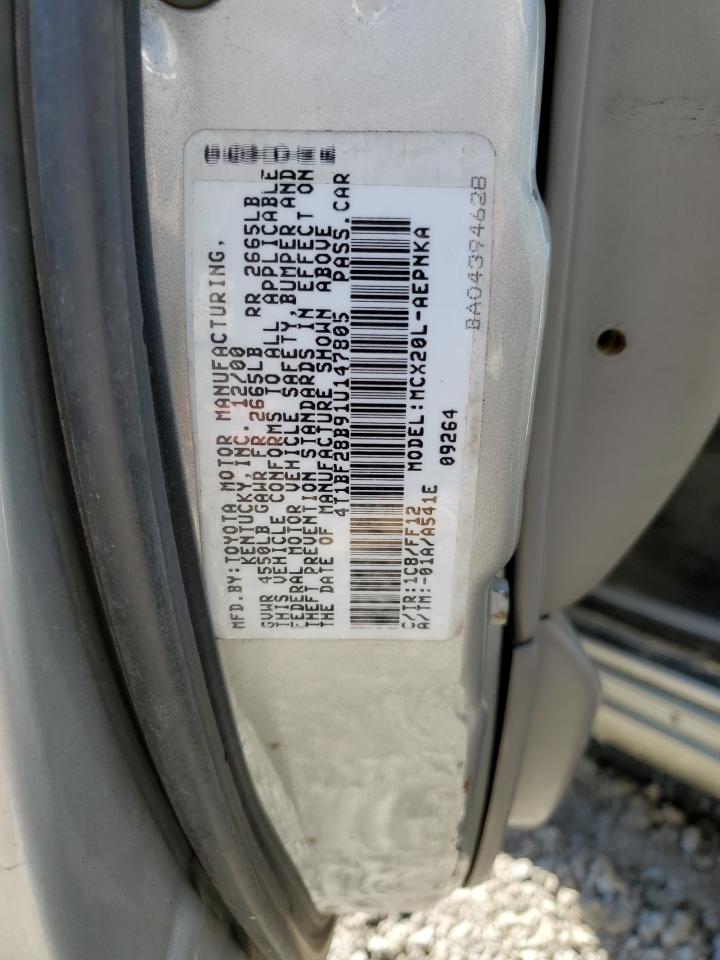 MFD. BY: TOYOTA MOTOR MANUFACTURING,
KENTUCKY, INC. 12/00
GVWR 4550LB GAWR FR 2665LB RR 2665LB
THIS VEHICLE CONFORMS TO ALL APPLICABLE
FEDERAL MOTOR VEHICLE SAFETY, BUMPER AND
THEFT PREVENTION STANDARDS IN EFFECT ON
THE DATE OF MANUFACTURE SHOWN ABOVE
4T1BF28B91U147805 PASS. CAR
C/TR: 1C8/FF12 MODEL: MCX20L-AEPNKA
A/TM: -01A/A541E 09264
BA04394628